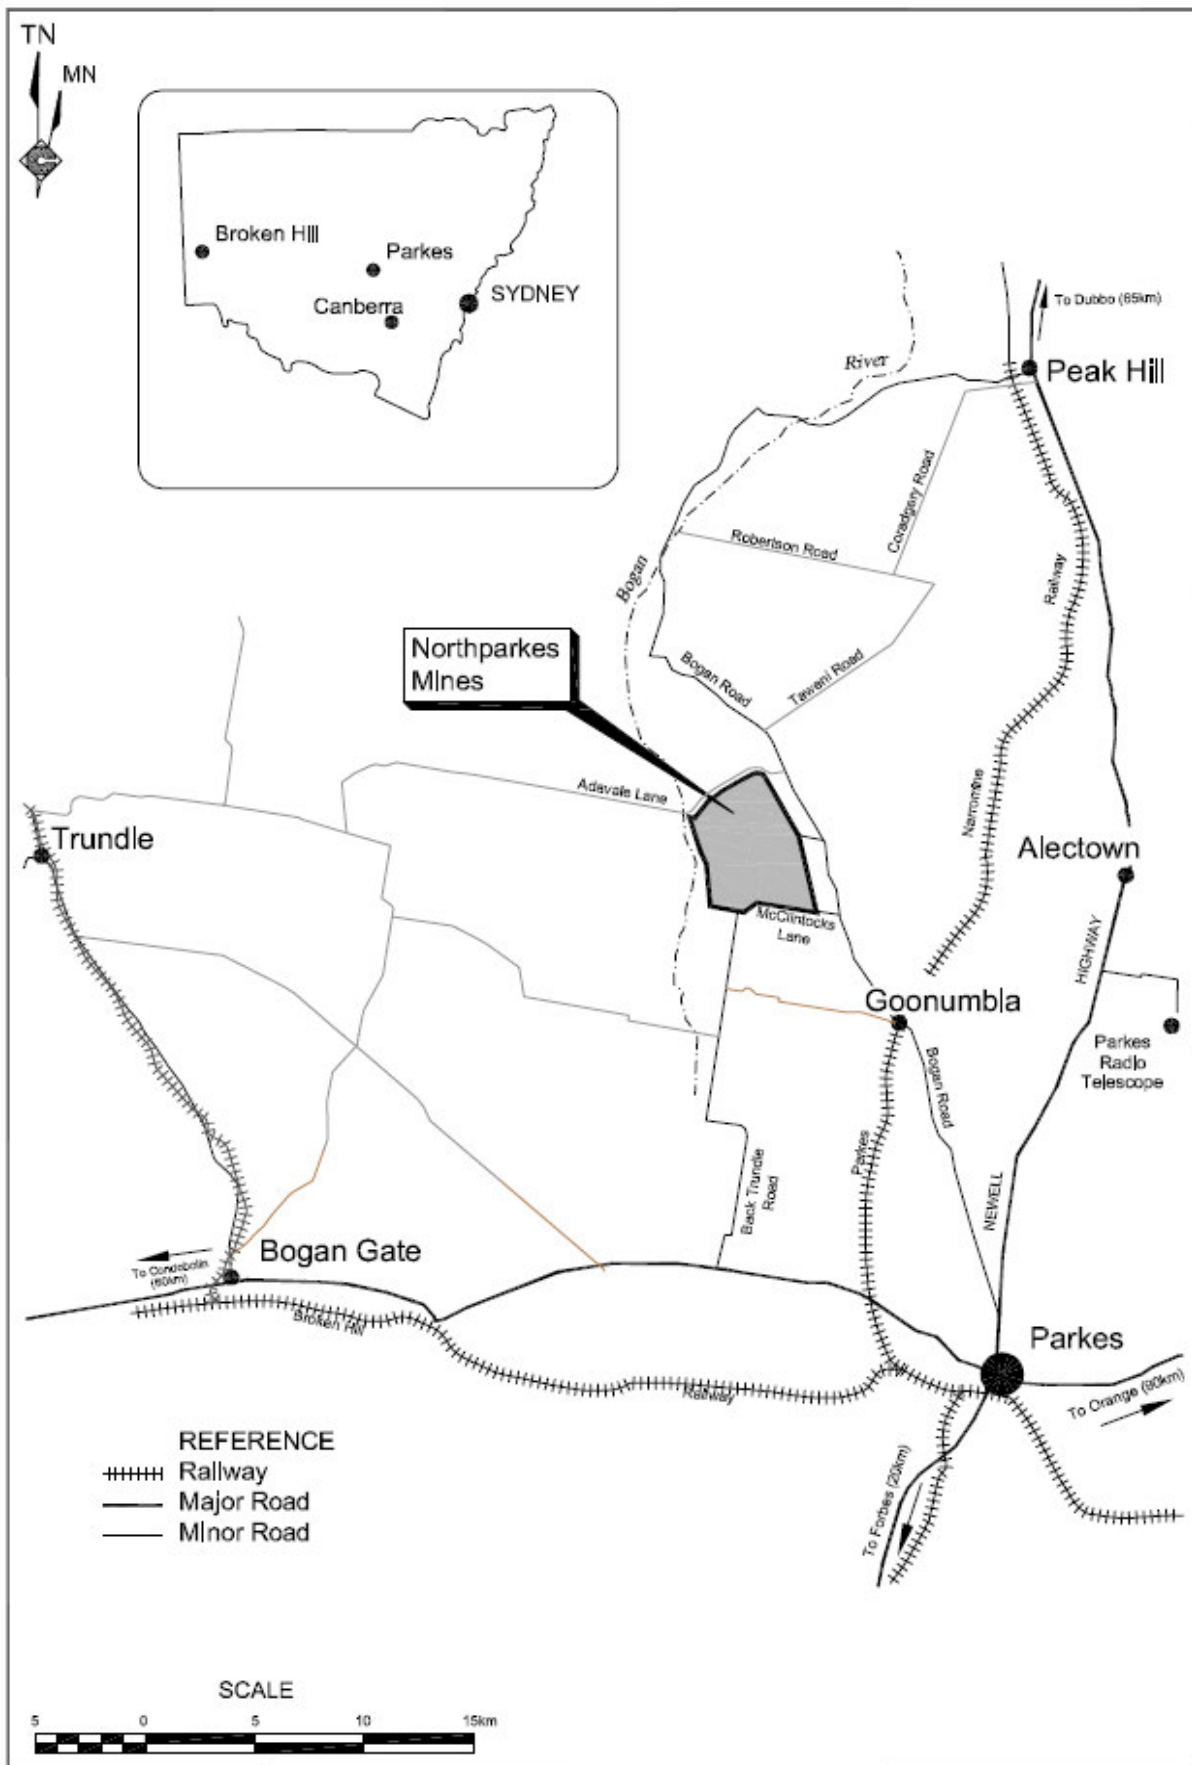 TN
MN
Broken Hill
Parkes
Canberra
SYDNEY
To Dubbo (65km)
Peak Hill
River
Coradgery Road
Robertson Road
Bogan
Railway
Northparkes
Mines
Bogan Road
Tawani Road
Adavale Lane
Narromine
Trundle
Alectown
McClintocks
Lane
HIGHWAY
Goonumbla
Parkes
Radio
Telescope
Bogan Road
Parkes
Back Trundle
Road
NEWELL
Bogan Gate
To Condobolin
(60km)
Broken Hill
Parkes
Railway
To Orange (90km)
To Forbes (20km)
REFERENCE
Railway
Major Road
Minor Road
SCALE
5 0 5 10 15km